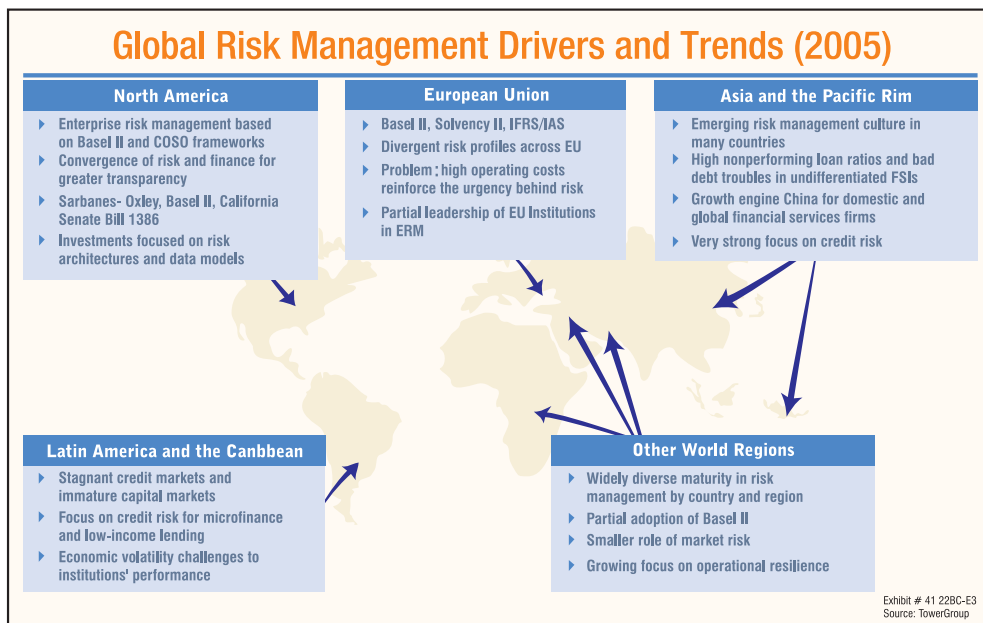 Global Risk Management Drivers and Trends (2005)
North America
Enterprise risk management based
on Basel II and COSO frameworks
Convergence of risk and finance for
greater transparency
Sarbanes- Oxley, Basel II, California
Senate Bill 1386
Investments focused on risk
architectures and data models
European Union
Basel II, Solvency II, IFRS/IAS
Divergent risk profiles across EU
Problem : high operating costs
reinforce the urgency behind risk
Partial leadership of EU Institutions
in ERM
Asia and the Pacific Rim
Emerging risk management culture in
many countries
High nonperforming loan ratios and bad
debt troubles in undifferentiated FSIs
Growth engine China for domestic and
global financial services firms
Very strong focus on credit risk
Latin America and the Canbbean
Stagnant credit markets and
immature capital markets
Focus on credit risk for microfinance
and low-income lending
Economic volatility challenges to
institutions' performance
Other World Regions
Widely diverse maturity in risk
management by country and region
Partial adoption of Basel II
Smaller role of market risk
Growing focus on operational resilience
Exhibit # 41 22BC-E3
Source: TowerGroup